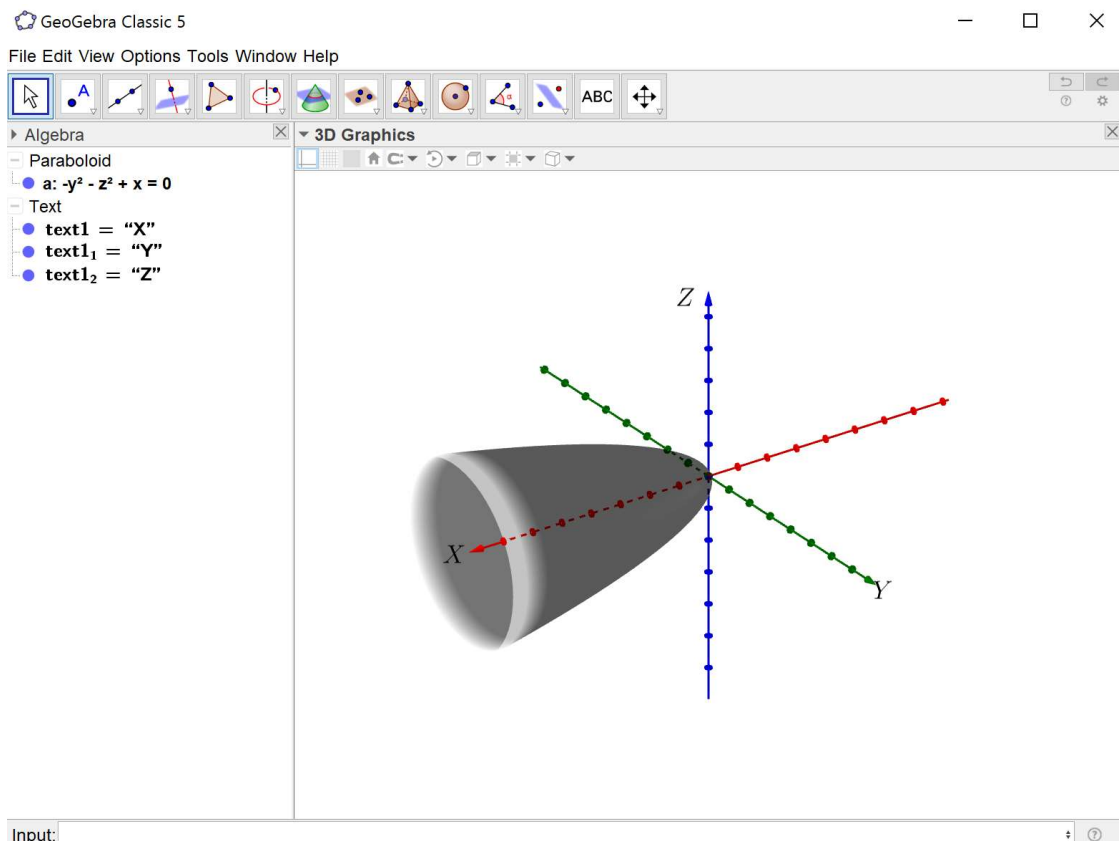 GeoGebra Classic 5
File Edit View Options Tools Window Help
A
α
ABC
Algebra
3D Graphics
Paraboloid
a: -y² - z² + x = 0
Text
text1 = “X”
text1₁ = “Y”
text1₂ = “Z”
Z
X
Y
Input: